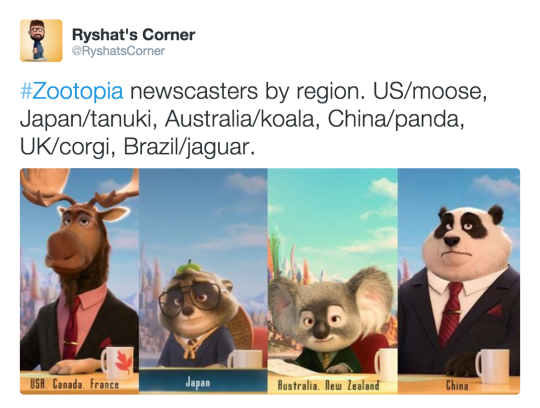 Ryshat's Corner
@RyshatsCorner
#Zootopia newscasters by region. US/moose,
Japan/tanuki, Australia/koala, China/panda,
UK/corgi, Brazil/jaguar.
USA, Canada, France
Japan
Australia, New Zealand
China